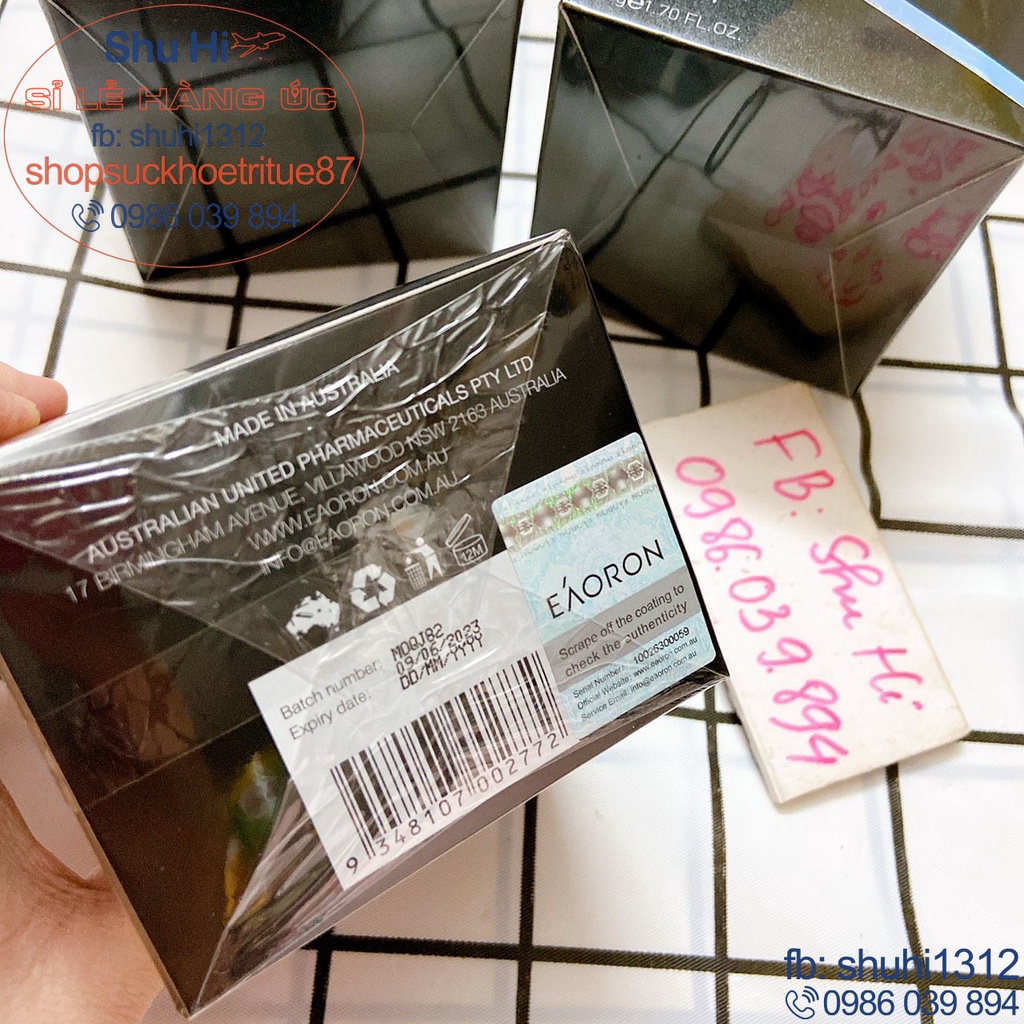 Shu Hi
SỈ LẺ HÀNG ÚC
fb: shuhi1312
shopsuckhoetritue87
0986 039 894
1.70 FL.OZ
MADE IN AUSTRALIA
AUSTRALIAN UNITED PHARMACEUTICALS PTY LTD
17 BIRMINGHAM AVENUE, VILLAWOOD NSW 2163 AUSTRALIA
WWW.EAORON.COM.AU
INFO@EAORON.COM.AU
12M
Batch number: MDQJ82
Expiry date: 09/06/2023
DD/MM/YYYY
9 348107 002772
EÁORON
Scrape off the coating to
check the authenticity
Serial Number: 10026300059
Official Website: www.eaoron.com.au
Service Email: info@eaoron.com.au
FB: Shu Hi
0986.039.894
fb: shuhi1312
0986 039 894